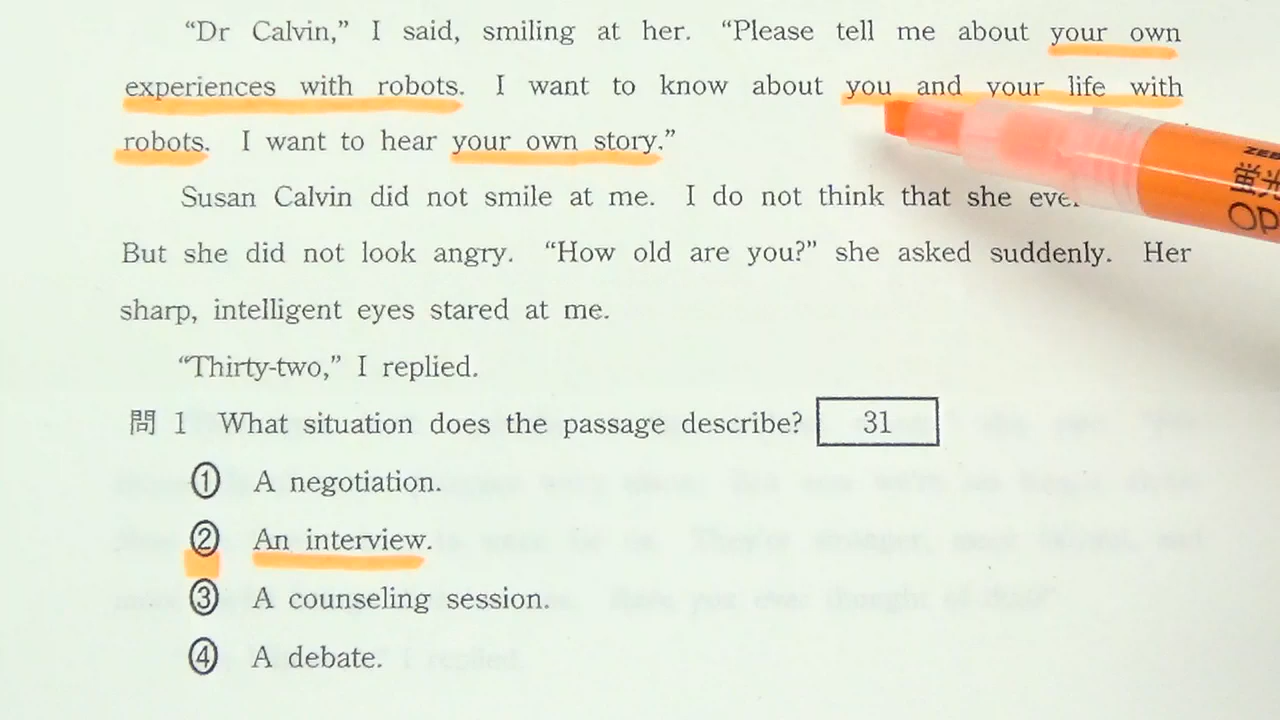 “Dr Calvin,” I said, smiling at her. “Please tell me about your own
experiences with robots. I want to know about you and your life with
robots. I want to hear your own story.”
Susan Calvin did not smile at me. I do not think that she
But she did not look angry. “How old are you?” she asked suddenly. Her
sharp, intelligent eyes stared at me.
“Thirty-two,” I replied.
問 1 What situation does the passage describe? 31
① A negotiation.
② An interview.
③ A counseling session.
④ A debate.